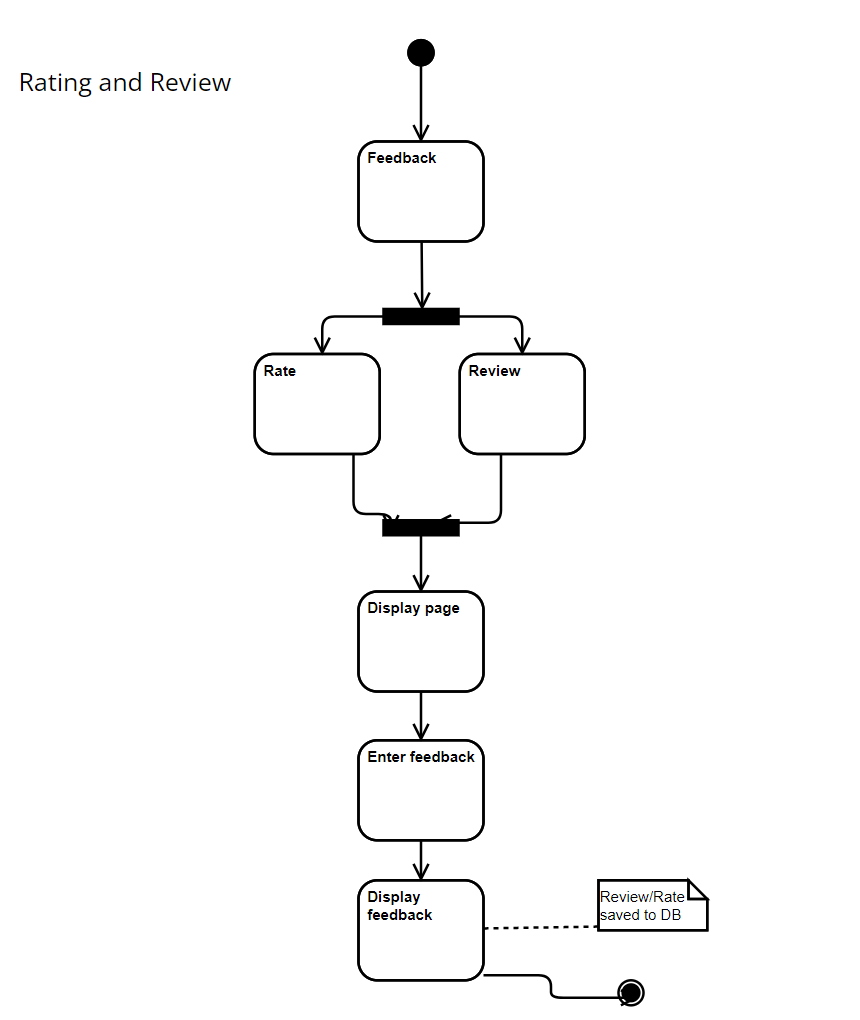 Rating and Review
Feedback
Rate
Review
Display page
Enter feedback
Display
feedback
Review/Rate
saved to DB